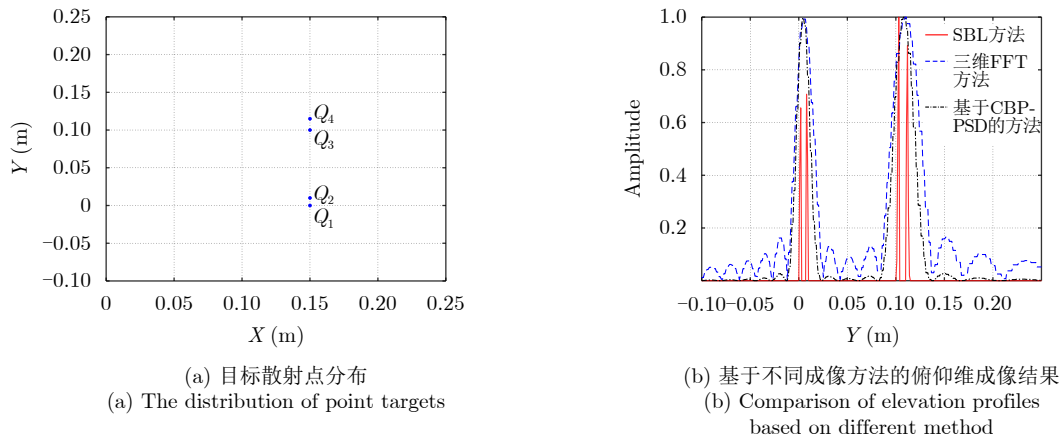 0.25
0.20
0.15
0.10
0.05
0
−0.05
−0.10
Y (m)
Q4
Q3
Q2
Q1
0
0.05
0.10
0.15
0.20
0.25
X (m)
(a) 目标散射点分布
(a) The distribution of point targets
1.0
0.8
0.6
0.4
0.2
Amplitude
SBL方法
三维FFT
方法
基于CBP-
PSD的方法
−0.10
−0.05
0
0.05
0.10
0.15
0.20
Y (m)
(b) 基于不同成像方法的俯仰维成像结果
(b) Comparison of elevation profiles
based on different method